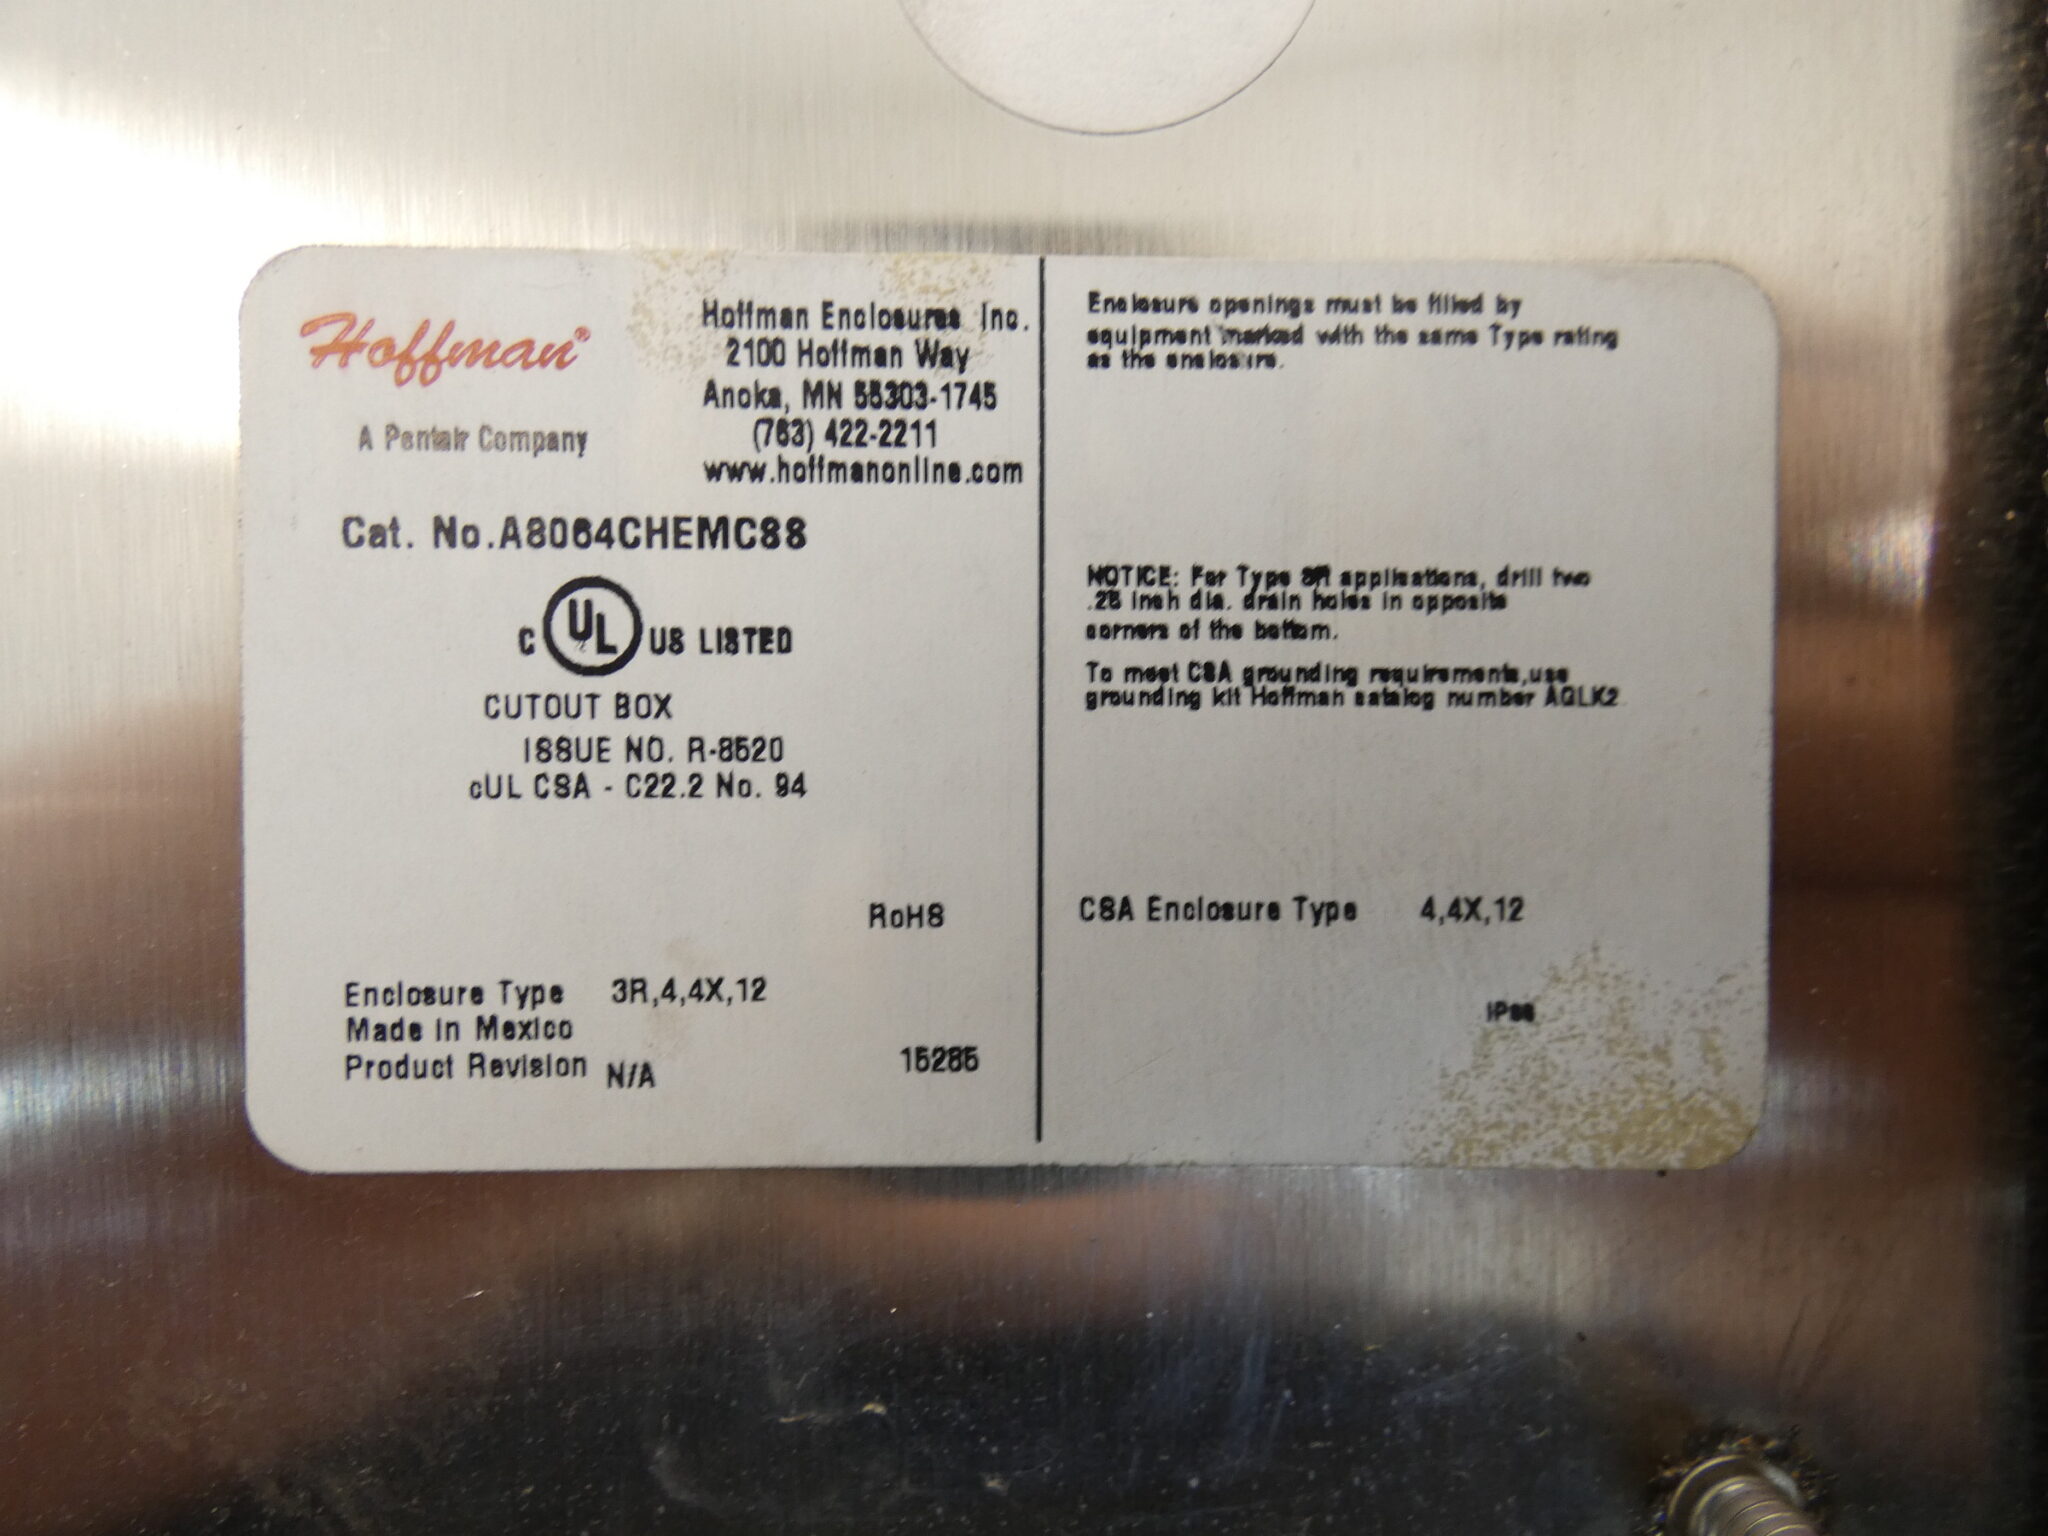 Hoffman®
A Pentair Company
Hoffman Enclosures Inc.
2100 Hoffman Way
Anoka, MN 55303-1745
(763) 422-2211
www.hoffmanonline.com
Cat. No.A8064CHEMCSS
C UL US LISTED
CUTOUT BOX
ISSUE NO. R-8520
cUL CSA - C22.2 No. 94
RoHS
Enclosure Type 3R,4,4X,12
Made in Mexico
Product Revision N/A
15285
Enclosure openings must be filled by
equipment marked with the same Type rating
as the enclosure.
NOTICE: For Type 3R applications, drill two
.25 inch dia. drain holes in opposite
corners of the bottom.
To meet CSA grounding requirements,use
grounding kit Hoffman catalog number AGLK2
CSA Enclosure Type 4,4X,12
IP66